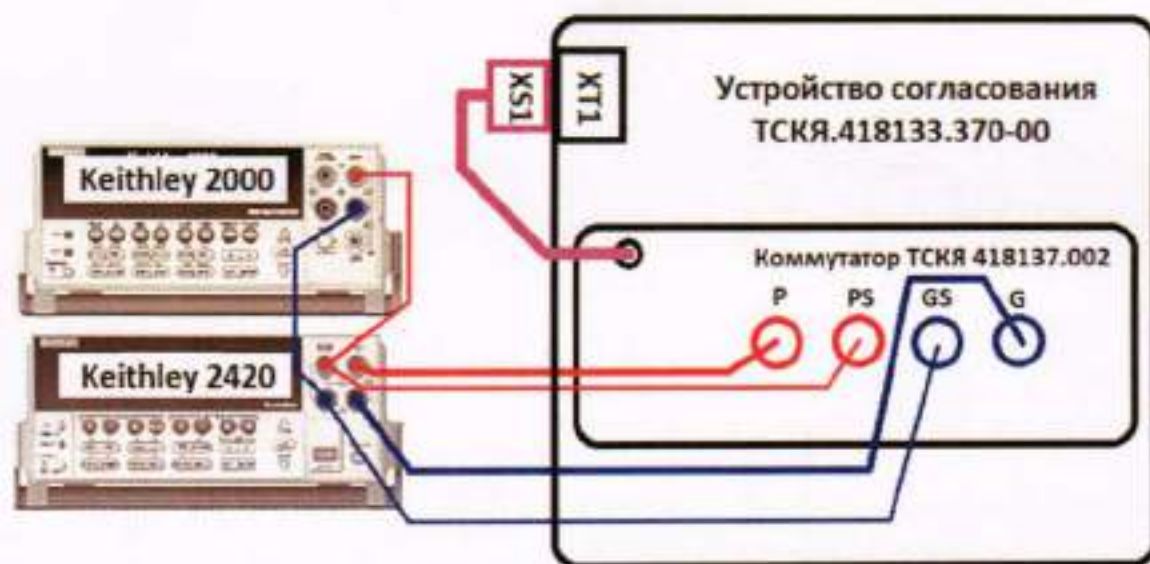 XS1
XT1
Устройство согласования
ТСКЯ.418133.370-00
Keithley 2000
Коммутатор ТСКЯ 418137.002
P
PS
GS
G
Keithley 2420